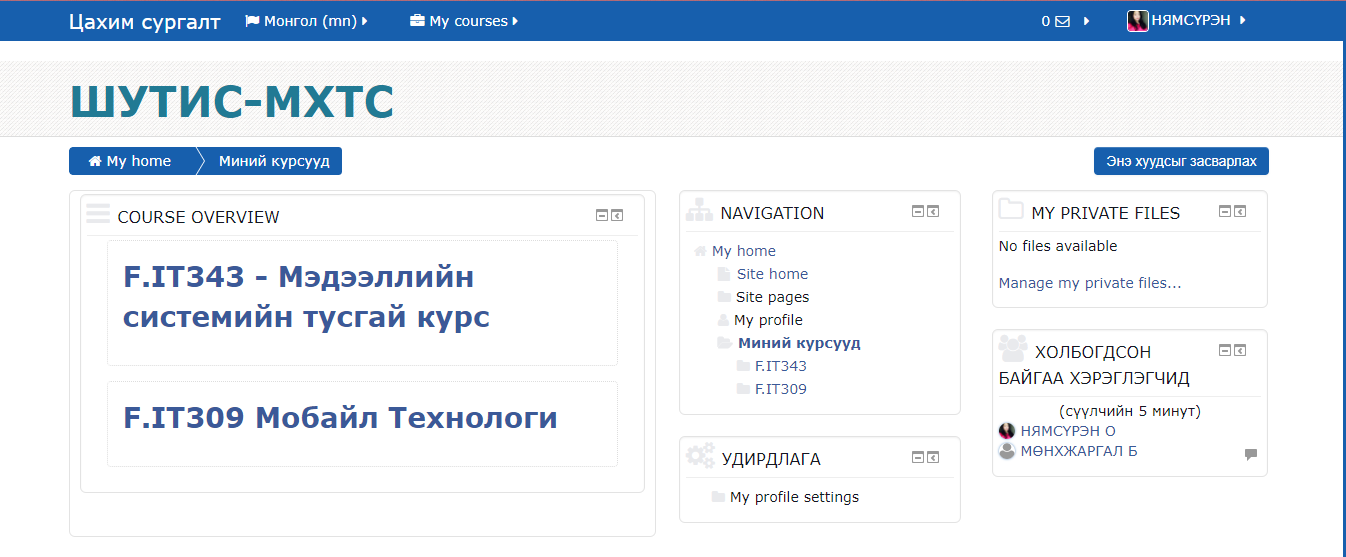 Цахим сургалт
Монгол (mn)
My courses
0
НЯМСҮРЭН
ШУТИС-МХТС
My home
Миний курсууд
Энэ хуудсыг засварлах
COURSE OVERVIEW
F.IT343 - Мэдээллийн
системийн тусгай курс
F.IT309 Мобайл Технологи
NAVIGATION
My home
Site home
Site pages
My profile
Миний курсууд
F.IT343
F.IT309
УДИРДЛАГА
My profile settings
MY PRIVATE FILES
No files available
Manage my private files...
ХОЛБОГДСОН
БАЙГАА ХЭРЭГЛЭГЧИД
(сүүлчийн 5 минут)
НЯМСҮРЭН О
МӨНХЖАРГАЛ Б